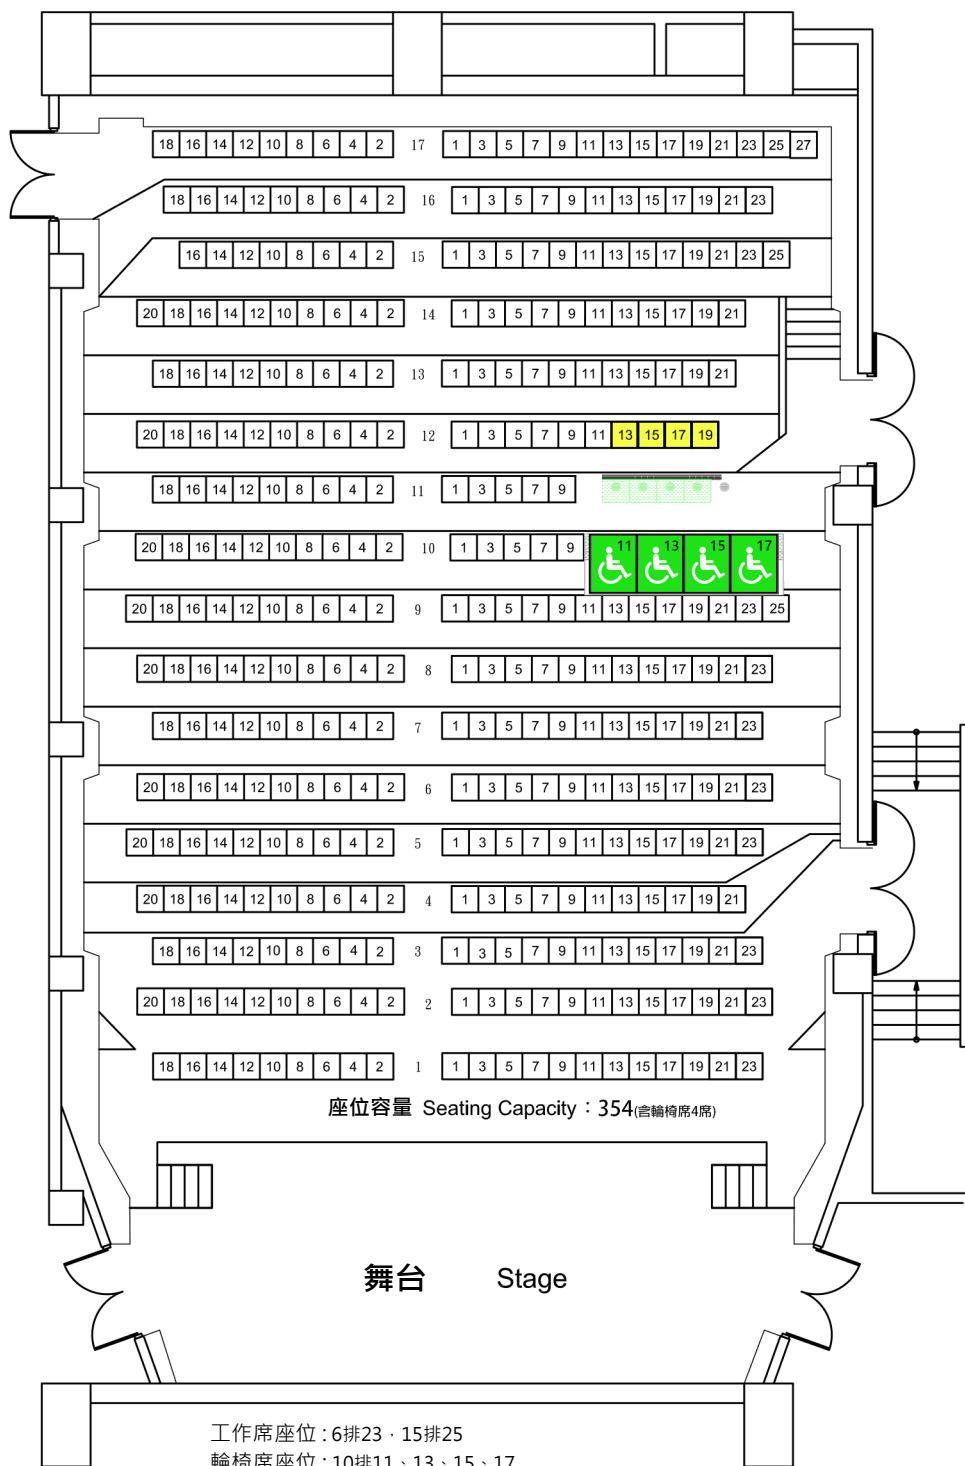 18 16 14 12 10 8 6 4 2 17 1 3 5 7 9 11 13 15 17 19 21 23 25 27
18 16 14 12 10 8 6 4 2 16 1 3 5 7 9 11 13 15 17 19 21 23
16 14 12 10 8 6 4 2 15 1 3 5 7 9 11 13 15 17 19 21 23 25
20 18 16 14 12 10 8 6 4 2 14 1 3 5 7 9 11 13 15 17 19 21
18 16 14 12 10 8 6 4 2 13 1 3 5 7 9 11 13 15 17 19 21
20 18 16 14 12 10 8 6 4 2 12 1 3 5 7 9 11 13 15 17 19
18 16 14 12 10 8 6 4 2 11 1 3 5 7 9
20 18 16 14 12 10 8 6 4 2 10 1 3 5 7 9 11 13 15 17
20 18 16 14 12 10 8 6 4 2 9 1 3 5 7 9 11 13 15 17 19 21 23 25
20 18 16 14 12 10 8 6 4 2 8 1 3 5 7 9 11 13 15 17 19 21 23
18 16 14 12 10 8 6 4 2 7 1 3 5 7 9 11 13 15 17 19 21 23
20 18 16 14 12 10 8 6 4 2 6 1 3 5 7 9 11 13 15 17 19 21 23
20 18 16 14 12 10 8 6 4 2 5 1 3 5 7 9 11 13 15 17 19 21 23
20 18 16 14 12 10 8 6 4 2 4 1 3 5 7 9 11 13 15 17 19 21
18 16 14 12 10 8 6 4 2 3 1 3 5 7 9 11 13 15 17 19 21 23
20 18 16 14 12 10 8 6 4 2 2 1 3 5 7 9 11 13 15 17 19 21 23
18 16 14 12 10 8 6 4 2 1 1 3 5 7 9 11 13 15 17 19 21 23
座位容量 Seating Capacity：354(含輪椅席4席)
舞台 Stage
工作席座位：6排23、15排25
輪椅席座位：10排11、13、15、17